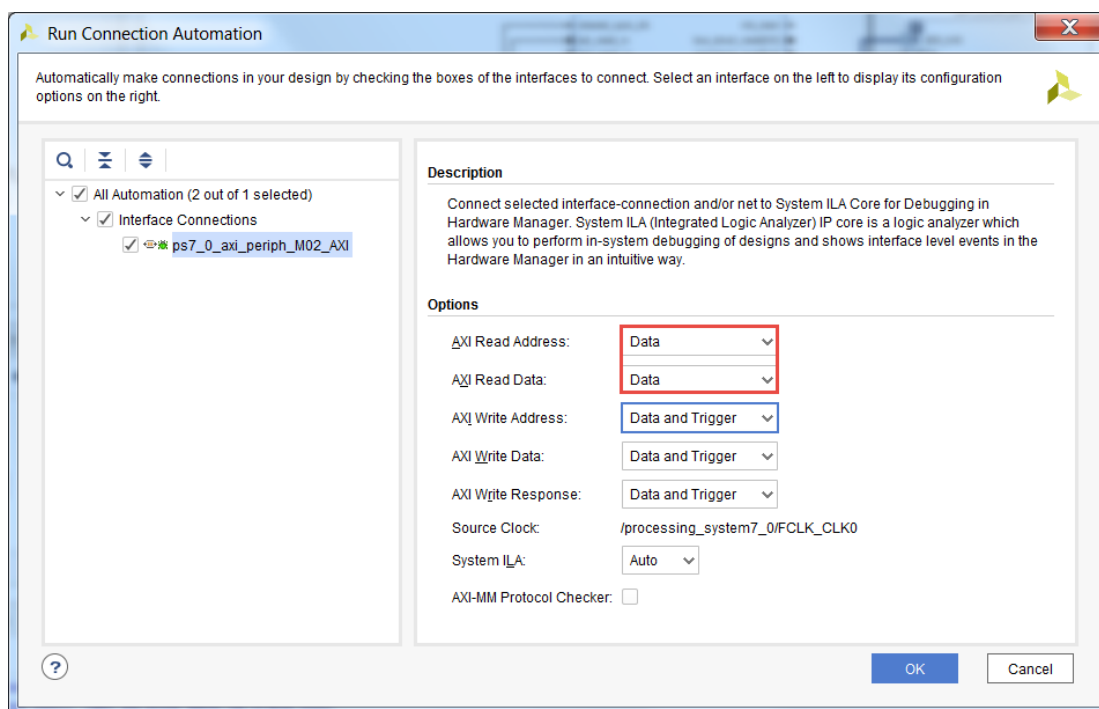 Run Connection Automation
Automatically make connections in your design by checking the boxes of the interfaces to connect. Select an interface on the left to display its configuration
options on the right.
All Automation (2 out of 1 selected)
Interface Connections
ps7_0_axi_periph_M02_AXI
Description
Connect selected interface-connection and/or net to System ILA Core for Debugging in
Hardware Manager. System ILA (Integrated Logic Analyzer) IP core is a logic analyzer which
allows you to perform in-system debugging of designs and shows interface level events in the
Hardware Manager in an intuitive way.
Options
AXI Read Address: Data
AXI Read Data: Data
AXI Write Address: Data and Trigger
AXI Write Data: Data and Trigger
AXI Write Response: Data and Trigger
Source Clock: /processing_system7_0/FCLK_CLK0
System ILA: Auto
AXI-MM Protocol Checker:
?
OK
Cancel